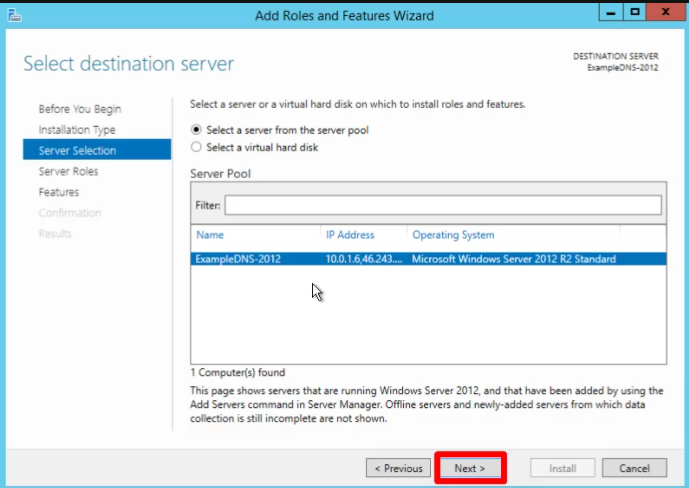 Add Roles and Features Wizard
Select destination server
DESTINATION SERVER
ExampleDNS-2012
Before You Begin
Installation Type
Server Selection
Server Roles
Features
Confirmation
Results
Select a server or a virtual hard disk on which to install roles and features.
Select a server from the server pool
Select a virtual hard disk
Server Pool
Filter:
Name IP Address Operating System
ExampleDNS-2012 10.0.1.6,46.243.... Microsoft Windows Server 2012 R2 Standard
1 Computer(s) found
This page shows servers that are running Windows Server 2012, and that have been added by using the
Add Servers command in Server Manager. Offline servers and newly-added servers from which data
collection is still incomplete are not shown.
< Previous Next > Install Cancel